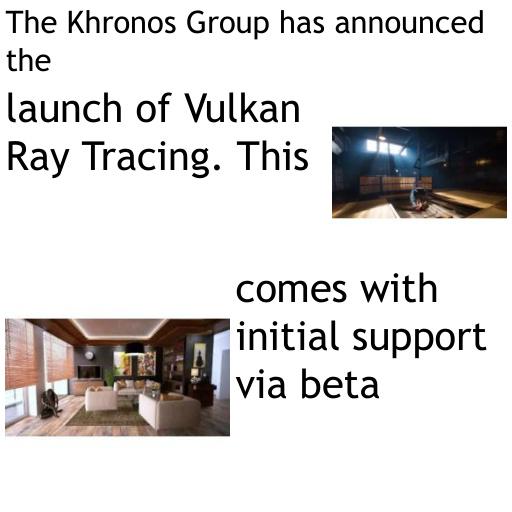 The Khronos Group has announced
the
launch of Vulkan
Ray Tracing. This
comes with
initial support
via beta